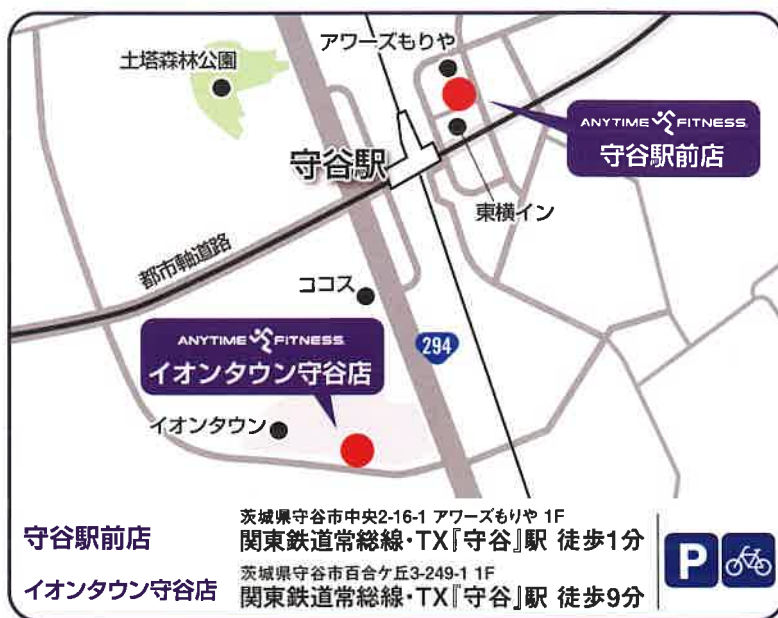 アワーズもりや
土塔森林公園
ANYTIME FITNESS
守谷駅前店
守谷駅
東横イン
都市軸道路
ココス
294
ANYTIME FITNESS
イオンタウン守谷店
イオンタウン
守谷駅前店
茨城県守谷市中央2-16-1 アワーズもりや 1F
関東鉄道常総線・TX『守谷』駅 徒歩1分
イオンタウン守谷店
茨城県守谷市百合ケ丘3-249-1 1F
関東鉄道常総線・TX『守谷』駅 徒歩9分
P